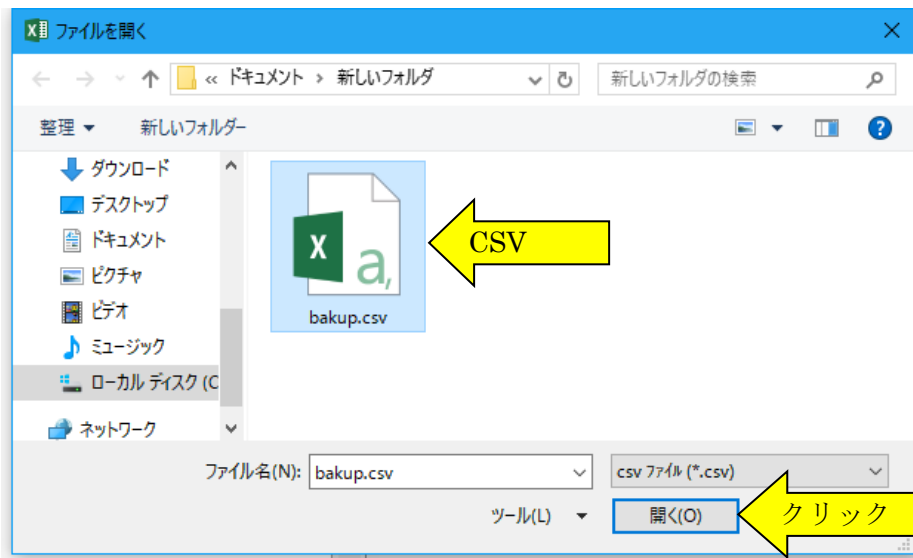 ファイルを開く
« ドキュメント › 新しいフォルダ
新しいフォルダの検索
整理
新しいフォルダー
ダウンロード
デスクトップ
ドキュメント
ピクチャ
ビデオ
ミュージック
ローカル ディスク (C
ネットワーク
X a,
CSV
bakup.csv
ファイル名(N): bakup.csv
csv ファイル (*.csv)
ツール(L)
開く(O)
クリック